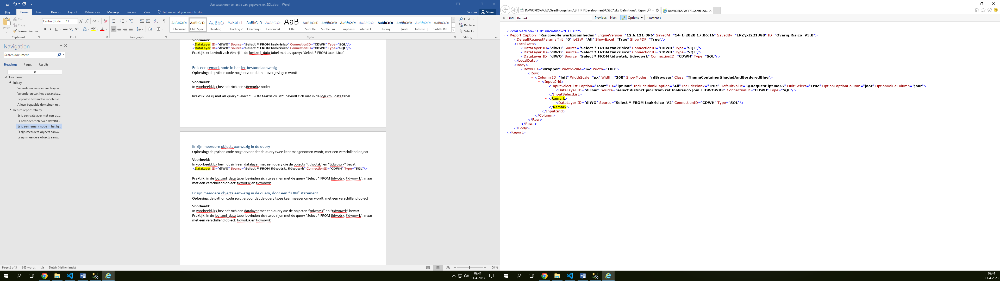 Use cases voor extractie van gegevens en SQL.docx - Word
File Home Insert Design Layout References Mailings Review View Tell me what you want to do... Sign in Share
Paste Cut Copy Format Painter
Calibri (Body) 11
AaBbCcDc ¶ Normal
AaBbCcDc ¶ No Spac...
AaBbCc Heading 1
AaBbCcD Heading 2
AaBbCcD Heading 3
AaBbCcDc Heading 4
AaB Title
AaBbCcD Subtitle
AaBbCcDc Subtle Em...
AaBbCcDc Emphasis
AaBbCcDc Intense E...
AaBbCcDc Strong
AaBbCcDc Quote
AaBbCcDc Intense Q...
AABBCCDC Subtle Ref...
Find
Replace
Select
Clipboard Font Paragraph Styles Editing
Navigation
Search document
Headings Pages Results
Use cases
Init.py
Veranderen van de directory w...
Veranderen van het bestandse...
Bepaalde bestanden moeten o...
Alleen bepaalde domeinen m...
ReturnReportData.py
Er is een datalayer met een qu...
Er bevinden zich twee dezelfd...
Er is een remark node in het lg...
Er zijn meerdere objects aanw...
Er zijn meerdere objects aanw...
Voorbeeld:
<DataLayer ID="dlWO" Source="Select * FROM taakrisico" ConnectionID="CDWH" Type="SQL"/>
<DataLayer ID="dlWO" Source="Select * FROM taakrisico" ConnectionID="CDWH" Type="SQL"/>
Praktijk: er bevindt zich één rij in de logi.xml_data tabel met als query: “Select * FROM taakrisico”
Er is een remark node in het lgx-bestand aanwezig
Oplossing: de python code zorgt ervoor dat het overgeslagen wordt
Voorbeeld:
In voorbeeld.lgx bevindt zich een <Remark> node:
Praktijk: de rij met als query “Select * FROM taakrisico_V2” bevindt zich niet in de logi.xml_data tabel
Er zijn meerdere objects aanwezig in de query
Oplossing: de python code zorgt ervoor dat de query twee keer meegenomen wordt, met een verschillend object
Voorbeeld:
In voorbeeld.lgx bevindt zich een datalayer met een query die de objects “tidwotsk” en “tidwowrk” bevat
<DataLayer ID="dlWO" Source="Select * FROM tidwotsk, tidwowrk" ConnectionID="CDWH" Type="SQL"/>
Praktijk: in de logi.xml_data tabel bevinden zich twee rijen met de query “Select * FROM tidwotsk, tidwowrk”, maar
met een verschillend object: tidwotsk en tidwowrk
Er zijn meerdere objects aanwezig in de query, door een “JOIN” statement
Oplossing: de python code zorgt ervoor dat de query twee keer meegenomen wordt, met een verschillend object
Voorbeeld:
In voorbeeld.lgx bevindt zich een datalayer met een query die de objecten “tidwotsk” en “tidwowrk” bevat:
Praktijk: in de logi.xml_data tabel bevinden zich twee rijen met de query “Select * FROM tidwotsk, tidwowrk”, maar
met een verschillend object: tidwotsk en tidwowrk
Page 2 of 3 683 words Dutch (Netherlands) 100 %
09:44
11-4-2023
D:\WORKSPACES\GeertHoogerland\BITT\T\Development\USECASE\_Definitions\_Repor
D:\WORKSPACES\GeertHoo...
x Find: Remark Previous Next Options 2 matches
<?xml version="1.0" encoding="UTF-8"?>
- <Report Caption="Risicovolle werkzaamheden" EngineVersion="12.6.131-SP6" SavedAt="14-1-2020 17:06:16" SavedBy="EPZ\xt221380" ID="Overig.Risico_V3.0">
<DefaultRequestParams init="0" iptSW="All" ShowExcel="True" ShowPDF="True"/>
- <LocalData>
<DataLayer ID="dlWO" Source="Select * FROM taakrisico" ConnectionID="CDWH" Type="SQL"/>
<DataLayer ID="dlWO" Source="Select * FROM taakrisico" ConnectionID="CDWH" Type="SQL"/>
<DataLayer ID="dlWO" Source="Select * FROM tidwotsk, tidwowrk" ConnectionID="CDWH" Type="SQL"/>
</LocalData>
- <Body>
- <Rows ID="wrapper" WidthScale="%" Width="100">
- <Row>
- <Column ID="left" WidthScale="px" Width="260" ShowModes="rdBrowser" Class="ThemeContainerShadedAndBorderedBlue">
- <InputGrid>
- <InputSelectList Caption="Jaar:" ID="iptJaar" IncludeBlankCaption="All" IncludeBlank="True" DefaultValue="@Request.iptJaar~" MultiSelect="True" OptionCaptionColumn="jaar" OptionValueColumn="jaar">
<DataLayer ID="dlJaar" Source="select distinct jaar from ref.taakrisico join TIDWOWRK" ConnectionID="CDWH" Type="SQL"/>
</InputSelectList>
- <Remark>
<DataLayer ID="dlWO" Source="Select * FROM taakrisico_V2" ConnectionID="CDWH" Type="SQL"/>
</Remark>
</InputGrid>
</Column>
</Row>
</Rows>
</Body>
</Report>
09:44
11-4-2023